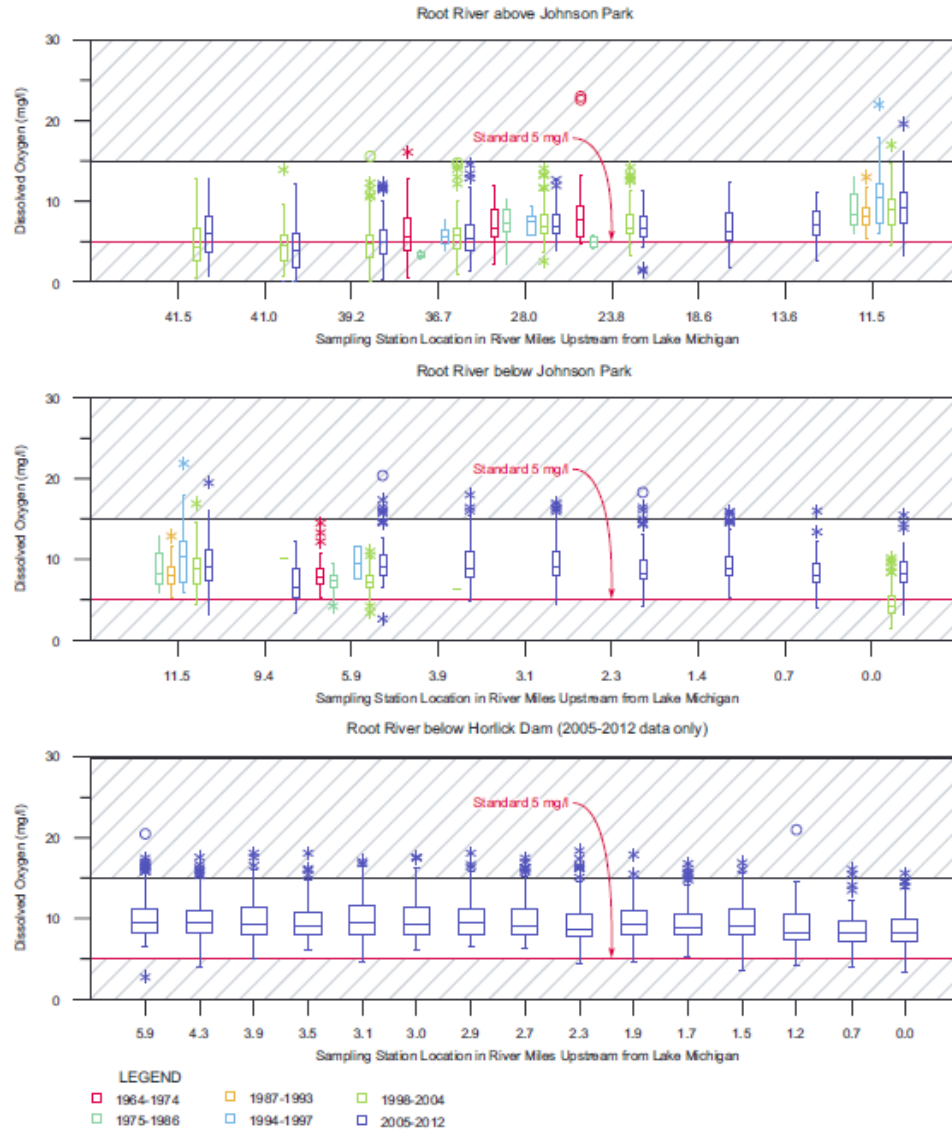 Root River above Johnson Park
30
20
10
0
Dissolved Oxygen (mg/l)
Standard 5 mg/l
41.5 41.0 39.2 36.7 28.0 23.8 18.6 13.6 11.5
Sampling Station Location in River Miles Upstream from Lake Michigan
Root River below Johnson Park
30
20
10
0
Dissolved Oxygen (mg/l)
Standard 5 mg/l
11.5 9.4 5.9 3.9 3.1 2.3 1.4 0.7 0.0
Sampling Station Location in River Miles Upstream from Lake Michigan
Root River below Horlick Dam (2005-2012 data only)
30
20
10
0
Dissolved Oxygen (mg/l)
Standard 5 mg/l
5.9 4.3 3.9 3.5 3.1 3.0 2.9 2.7 2.3 1.9 1.7 1.5 1.2 0.7 0.0
Sampling Station Location in River Miles Upstream from Lake Michigan
LEGEND
1964-1974 1987-1993 1998-2004
1975-1986 1994-1997 2005-2012